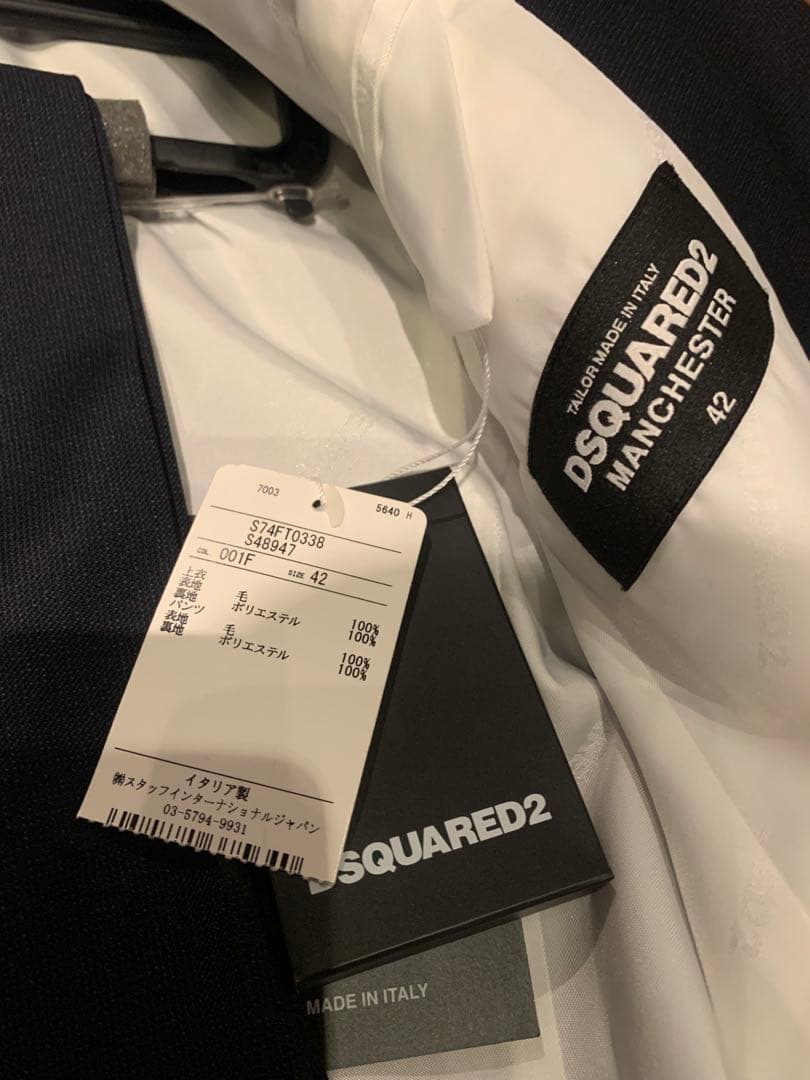 TAILOR MADE IN ITALY
DSQUARED2
MANCHESTER
42
7003
5640 H
S74FT0338
S48947
COL. 001F SIZE 42
上衣
表地 毛 100%
裏地 ポリエステル 100%
パンツ
表地 毛 100%
裏地 ポリエステル 100%
イタリア製
㈱スタッフインターナショナルジャパン
03-5794-9931
DSQUARED2
MADE IN ITALY